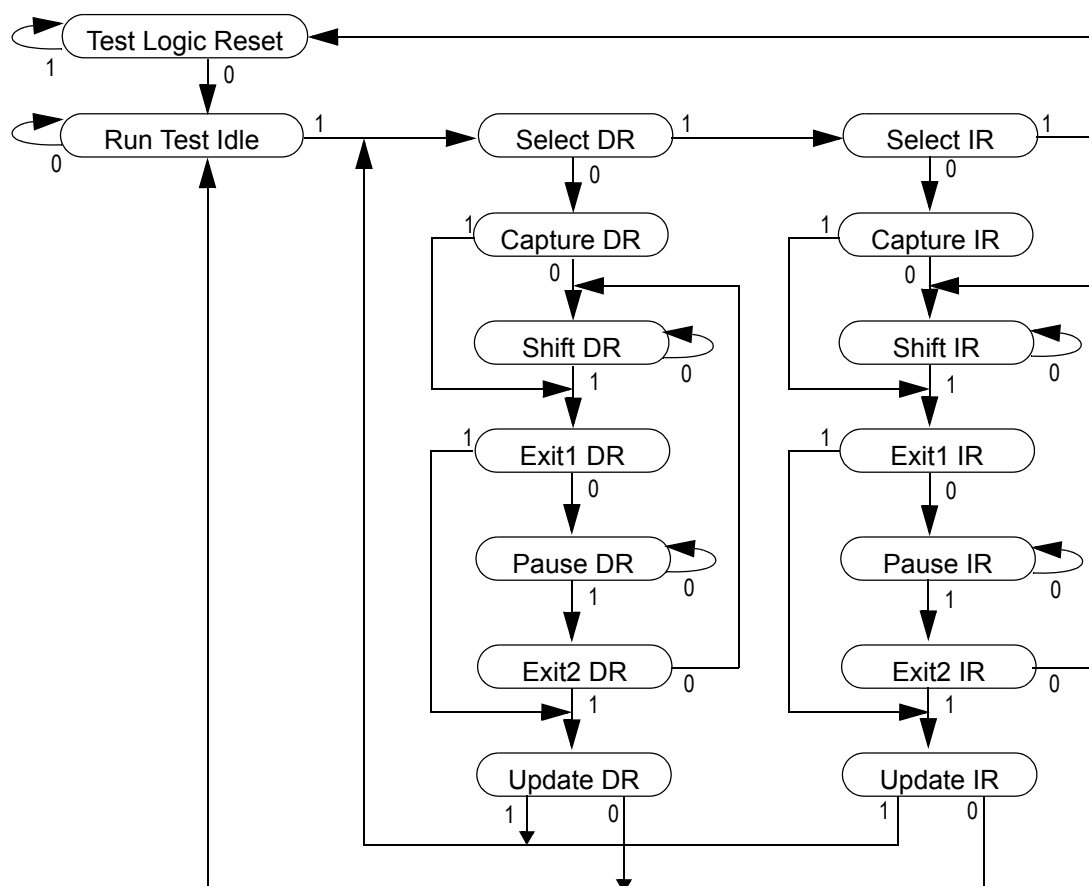 Test Logic Reset
1
0
Run Test Idle
1
0
Select DR
1
0
Select IR
1
0
Capture DR
1
0
Capture IR
1
0
Shift DR
0
1
Shift IR
0
1
Exit1 DR
1
0
Exit1 IR
1
0
Pause DR
0
1
Pause IR
0
1
Exit2 DR
0
1
Exit2 IR
0
1
Update DR
1
0
Update IR
1
0